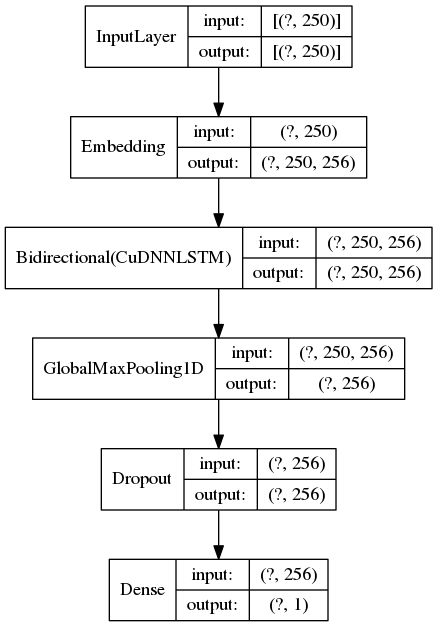 InputLayer
input: [(?, 250)]
output: [(?, 250)]
Embedding
input: (?, 250)
output: (?, 250, 256)
Bidirectional(CuDNNLSTM)
input: (?, 250, 256)
output: (?, 250, 256)
GlobalMaxPooling1D
input: (?, 250, 256)
output: (?, 256)
Dropout
input: (?, 256)
output: (?, 256)
Dense
input: (?, 256)
output: (?, 1)